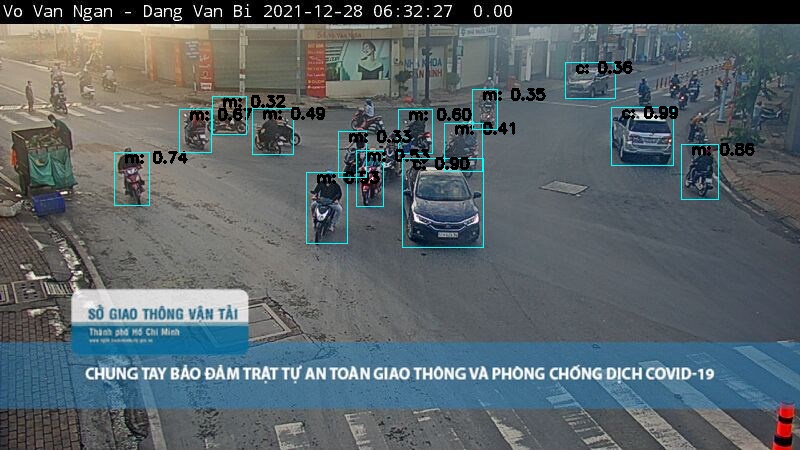 Vo Van Ngan - Dang Van Bi 2021-12-28 06:32:27 0.00
c: 0.36
m: 0.32
m: 0.67
m: 0.49
m: 0.60
m: 0.35
m: 0.41
c: 0.99
m: 0.33
m: 0.74
c: 0.90
m: 0.86
SỞ GIAO THÔNG VẬN TẢI
Thành phố Hồ Chí Minh
CHUNG TAY BẢO ĐẢM TRẬT TỰ AN TOÀN GIAO THÔNG VÀ PHÒNG CHỐNG DỊCH COVID-19